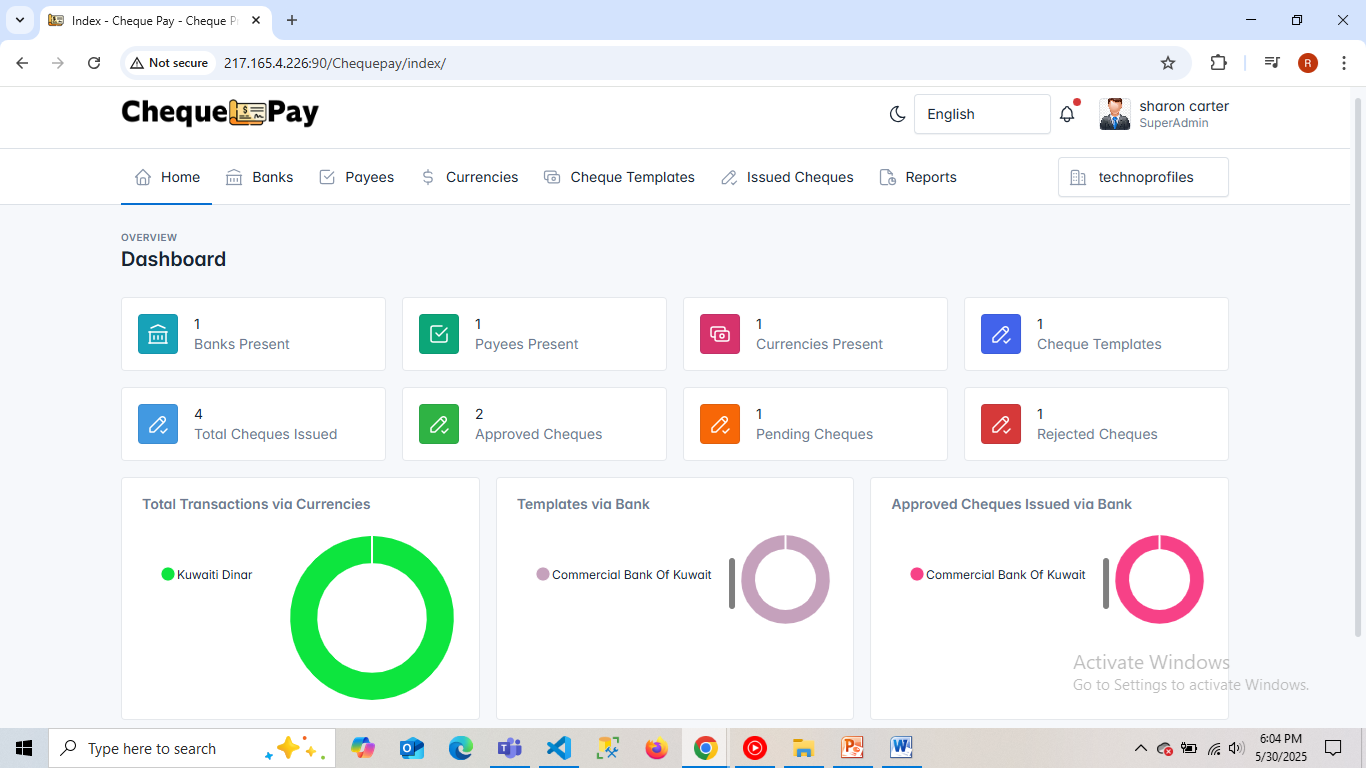 Index - Cheque Pay - Cheque P
Not secure
217.165.4.226:90/Chequepay/index/
R
Cheque Pay
English
sharon carter
SuperAdmin
Home
Banks
Payees
Currencies
Cheque Templates
Issued Cheques
Reports
technoprofiles
OVERVIEW
Dashboard
1
Banks Present
1
Payees Present
1
Currencies Present
1
Cheque Templates
4
Total Cheques Issued
2
Approved Cheques
1
Pending Cheques
1
Rejected Cheques
Total Transactions via Currencies
Kuwaiti Dinar
Templates via Bank
Commercial Bank Of Kuwait
Approved Cheques Issued via Bank
Commercial Bank Of Kuwait
Activate Windows
Go to Settings to activate Windows.
Type here to search
6:04 PM
5/30/2025